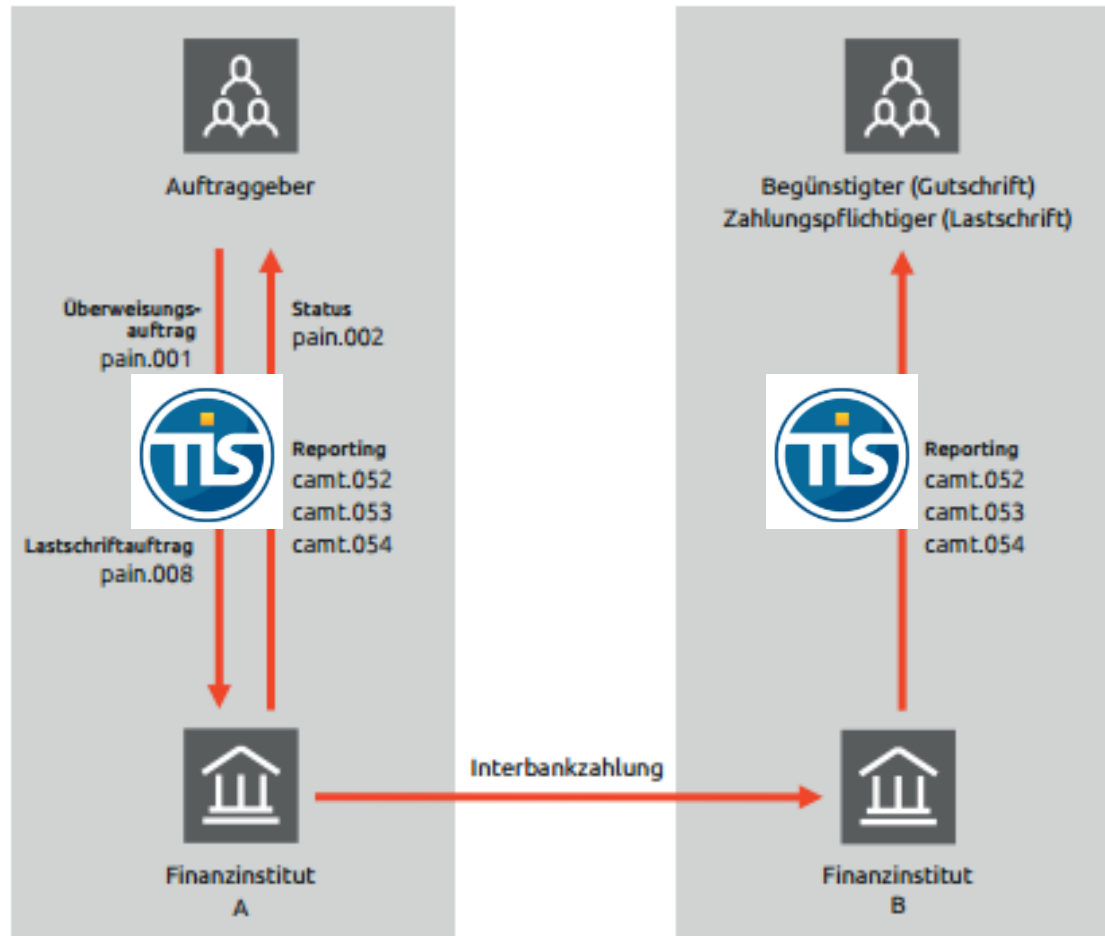 Auftraggeber
Überweisungs-
auftrag
pain.001
Status
pain.002
TIS
Reporting
camt.052
camt.053
camt.054
Lastschriftauftrag
pain.008
Finanzinstitut
A
Interbankzahlung
Begünstigter (Gutschrift)
Zahlungspflichtiger (Lastschrift)
TIS
Reporting
camt.052
camt.053
camt.054
Finanzinstitut
B